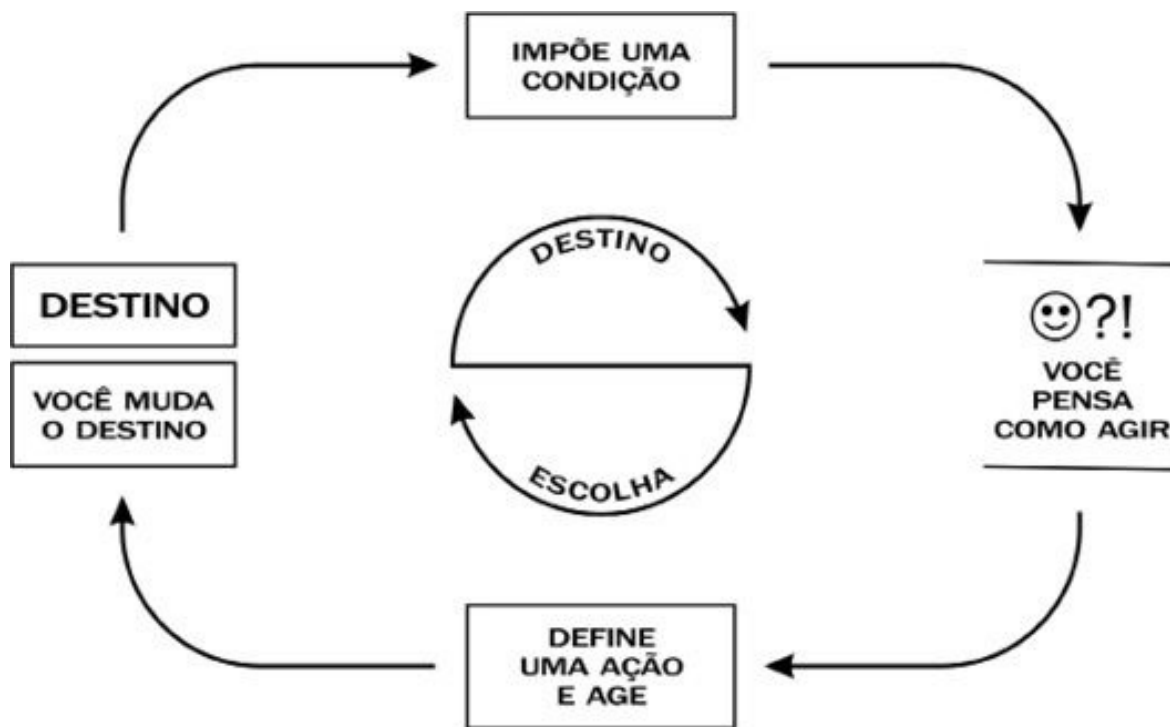 IMPÕE UMA
CONDIÇÃO
DESTINO
VOCÊ MUDA
O DESTINO
DESTINO
ESCOLHA
?!
VOCÊ
PENSA
COMO AGIR
DEFINE
UMA AÇÃO
E AGE